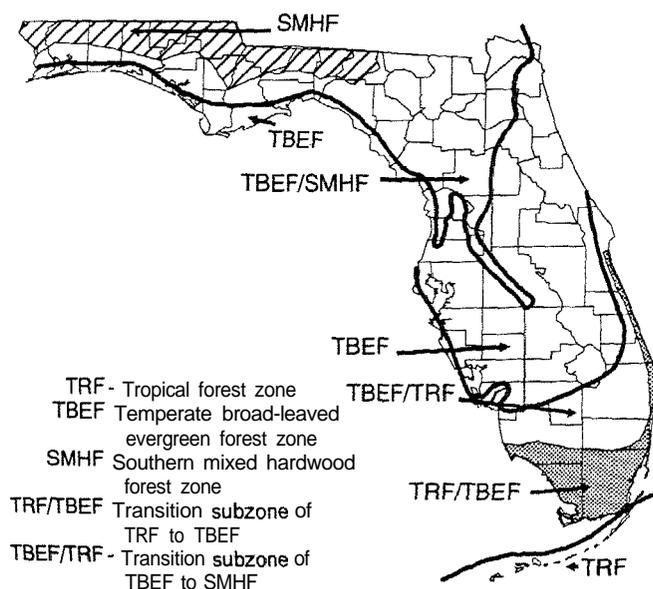 SMHF
TBEF
TBEF/SMHF
TBEF
TBEF/TRF
TRF/TBEF
TRF
TRF - Tropical forest zone
TBEF Temperate broad-leaved
evergreen forest zone
SMHF Southern mixed hardwood
forest zone
TRF/TBEF Transition subzone of
TRF to TBEF
TBEF/TRF - Transition subzone of
TBEF to SMHF